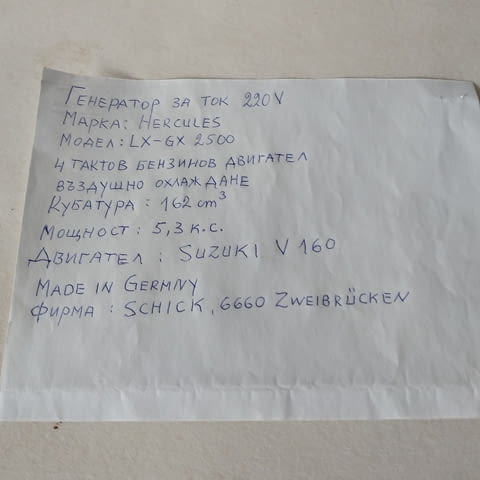 Генератор за ток 220V
Марка: Hercules
Модел: LX-GX 2500
4 тактов бензинов двигател
въздушно охлаждане
Кубатура: 162 cm³
Мощност: 5,3 к.с.
Двигател: Suzuki V 160
Made in Germny
Фирма: Schick, 6660 Zweibrücken